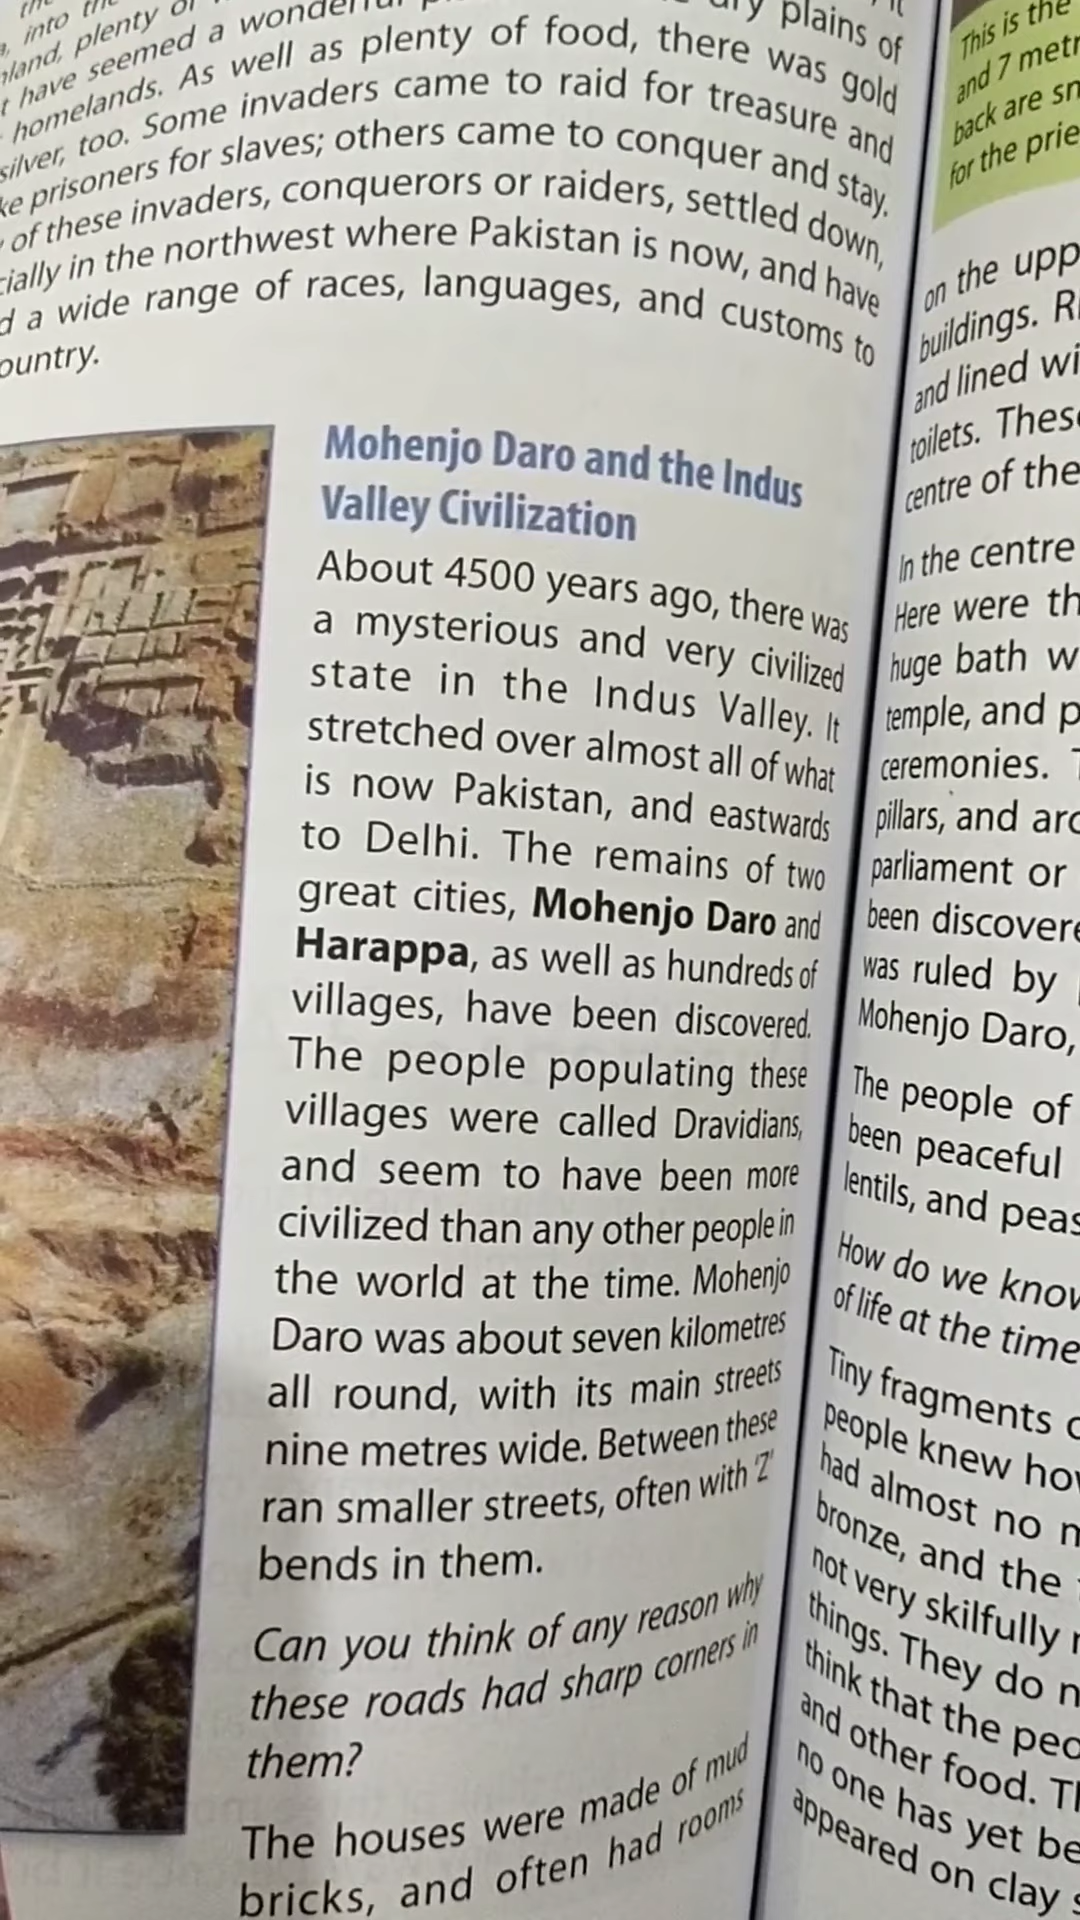 into the
land, plenty of
have seemed a wonderful plains of
homelands. As well as plenty of food, there was gold
silver, too. Some invaders came to raid for treasure and
prisoners for slaves; others came to conquer and stay.
of these invaders, conquerors or raiders, settled down,
in the northwest where Pakistan is now, and have
a wide range of races, languages, and customs to
ountry.
Mohenjo Daro and the Indus
Valley Civilization
About 4500 years ago, there was
a mysterious and very civilized
state in the Indus Valley. It
stretched over almost all of what
is now Pakistan, and eastwards
to Delhi. The remains of two
great cities, Mohenjo Daro and
Harappa, as well as hundreds of
villages, have been discovered.
The people populating these
villages were called Dravidians,
and seem to have been more
civilized than any other people in
the world at the time. Mohenjo
Daro was about seven kilometres
all round, with its main streets
nine metres wide. Between these
ran smaller streets, often with 'Z'
bends in them.
Can you think of any reason why
these roads had sharp corners in
them?
The houses were made of mud
bricks, and often had rooms
This is the
and 7 metr
back are sm
for the prie
on the upp
buildings. R
and lined wi
toilets. These
centre of the
In the centre
Here were th
huge bath w
temple, and p
ceremonies. T
pillars, and arc
parliament or
been discovere
was ruled by
Mohenjo Daro,
The people of
been peaceful
lentils, and peas
How do we know
of life at the time
Tiny fragments o
people knew how
had almost no m
bronze, and the
not very skilfully
things. They do n
think that the peo
and other food. Th
no one has yet be
appeared on clay s